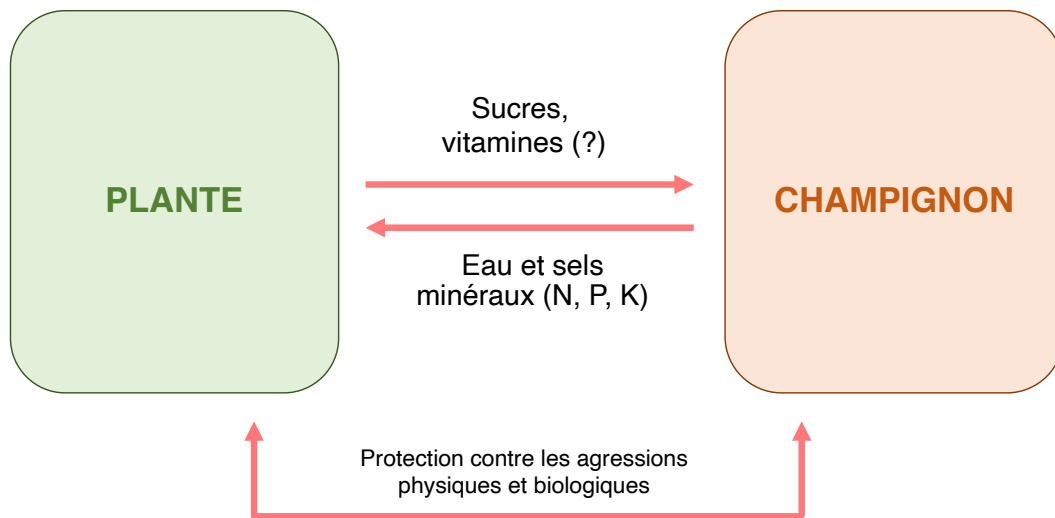 Sucres,
vitamines (?)
PLANTE
CHAMPIGNON
Eau et sels
minéraux (N, P, K)
Protection contre les agressions
physiques et biologiques